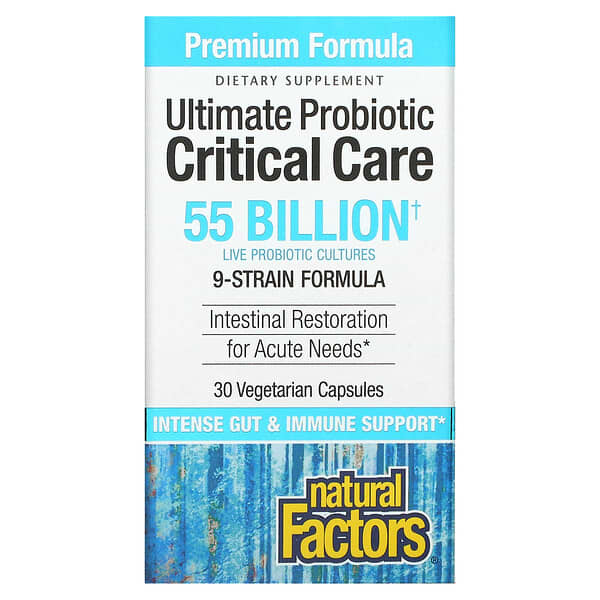 Premium Formula
DIETARY SUPPLEMENT
Ultimate Probiotic
Critical Care
55 BILLION†
LIVE PROBIOTIC CULTURES
9-STRAIN FORMULA
Intestinal Restoration
for Acute Needs*
30 Vegetarian Capsules
INTENSE GUT & IMMUNE SUPPORT*
natural
Factors®